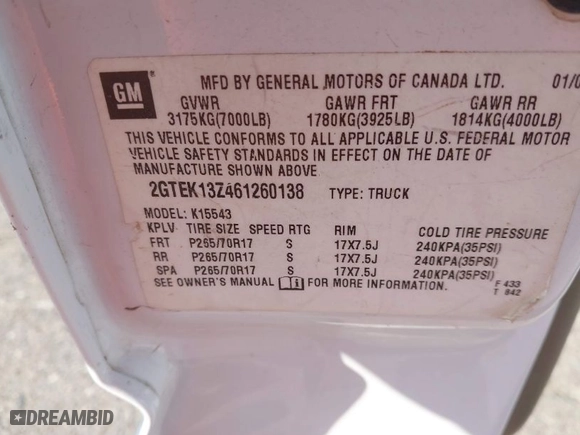 GM
MFD BY GENERAL MOTORS OF CANADA LTD. 01/0
GVWR GAWR FRT GAWR RR
3175KG(7000LB) 1780KG(3925LB) 1814KG(4000LB)
THIS VEHICLE CONFORMS TO ALL APPLICABLE U.S. FEDERAL MOTOR
VEHICLE SAFETY STANDARDS IN EFFECT ON THE DATE OF
MANUFACTURE SHOWN ABOVE
2GTEK13Z461260138 TYPE: TRUCK
MODEL: K15543
KPLV TIRE SIZE SPEED RTG RIM COLD TIRE PRESSURE
FRT P265/70R17 S 17X7.5J 240KPA(35PSI)
RR P265/70R17 S 17X7.5J 240KPA(35PSI)
SPA P265/70R17 S 17X7.5J 240KPA(35PSI)
SEE OWNER'S MANUAL FOR MORE INFORMATION.
F 433
T 842
DREAMBID